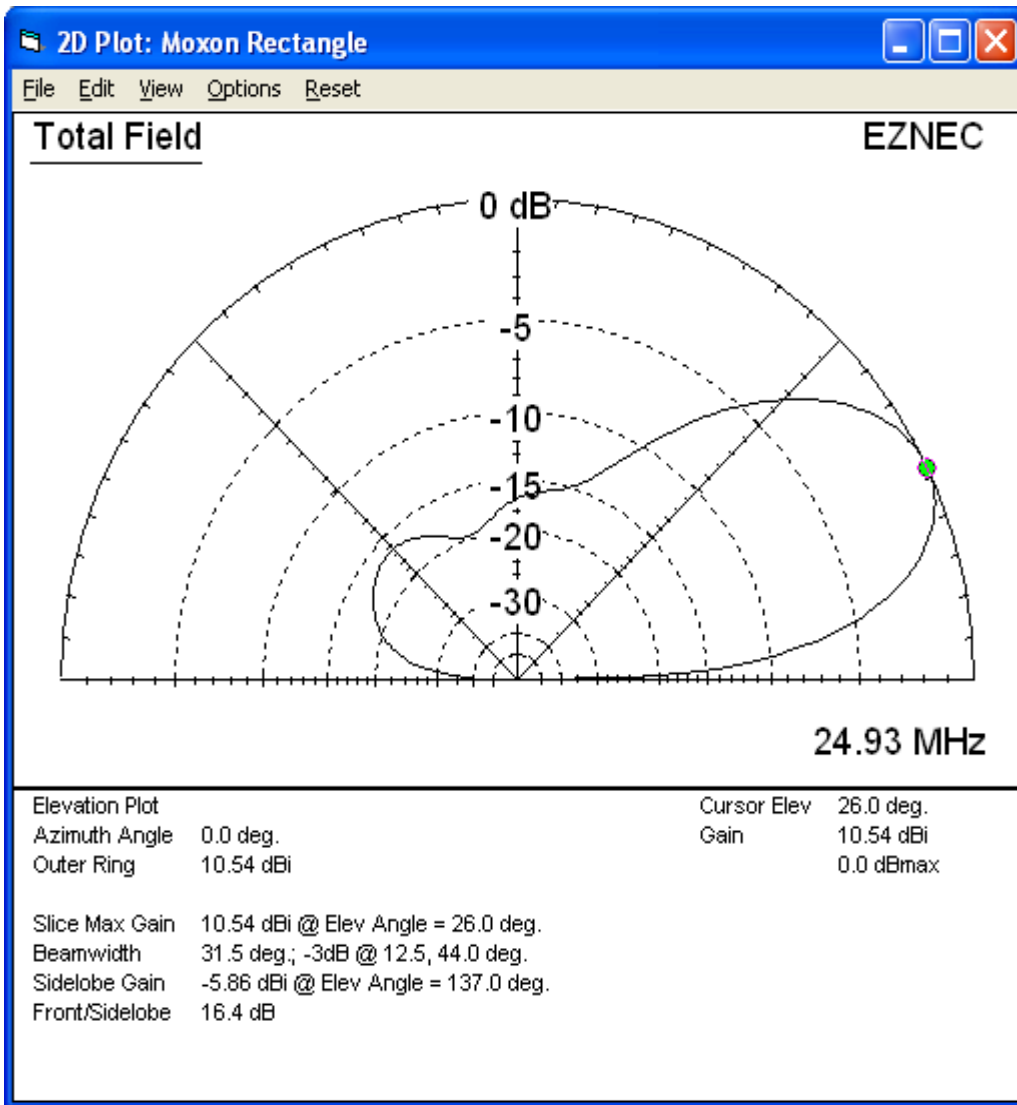 2D Plot: Moxon Rectangle
File Edit View Options Reset
Total Field
EZNEC
0 dB
-5
-10
-15
-20
-30
24.93 MHz
Elevation Plot
Azimuth Angle 0.0 deg.
Outer Ring 10.54 dBi
Cursor Elev 26.0 deg.
Gain 10.54 dBi
0.0 dBmax
Slice Max Gain 10.54 dBi @ Elev Angle = 26.0 deg.
Beamwidth 31.5 deg.; -3dB @ 12.5, 44.0 deg.
Sidelobe Gain -5.86 dBi @ Elev Angle = 137.0 deg.
Front/Sidelobe 16.4 dB